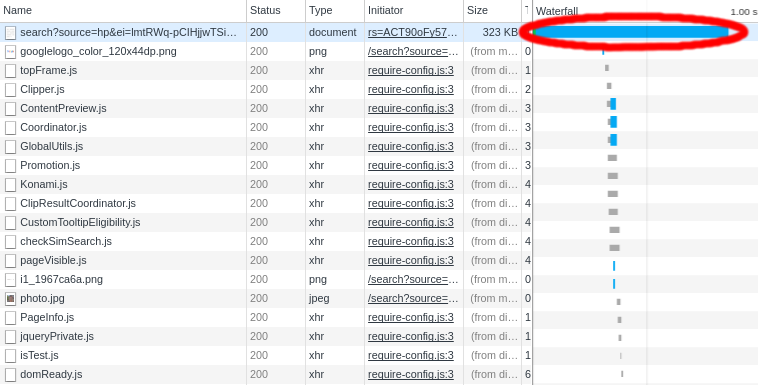 Name Status Type Initiator Size Waterfall 1.00 s
search?source=hp&ei=lmtRWq-pCIHjjwTSi… 200 document rs=ACT90oFy57… 323 KB
googlelogo_color_120x44dp.png 200 png /search?source=… (from m… 0
topFrame.js 200 xhr require-config.js:3 (from di… 1
Clipper.js 200 xhr require-config.js:3 (from di… 2
ContentPreview.js 200 xhr require-config.js:3 (from di… 3
Coordinator.js 200 xhr require-config.js:3 (from di… 3
GlobalUtils.js 200 xhr require-config.js:3 (from di… 3
Promotion.js 200 xhr require-config.js:3 (from di… 3
Konami.js 200 xhr require-config.js:3 (from di… 4
ClipResultCoordinator.js 200 xhr require-config.js:3 (from di… 4
CustomTooltipEligibility.js 200 xhr require-config.js:3 (from di… 4
checkSimSearch.js 200 xhr require-config.js:3 (from di… 4
pageVisible.js 200 xhr require-config.js:3 (from di… 4
i1_1967ca6a.png 200 png /search?source=… (from m… 0
photo.jpg 200 jpeg /search?source=… (from m… 0
PageInfo.js 200 xhr require-config.js:3 (from di… 1
jqueryPrivate.js 200 xhr require-config.js:3 (from di… 1
isTest.js 200 xhr require-config.js:3 (from di… 1
domReady.js 200 xhr require-config.js:3 (from di… 6